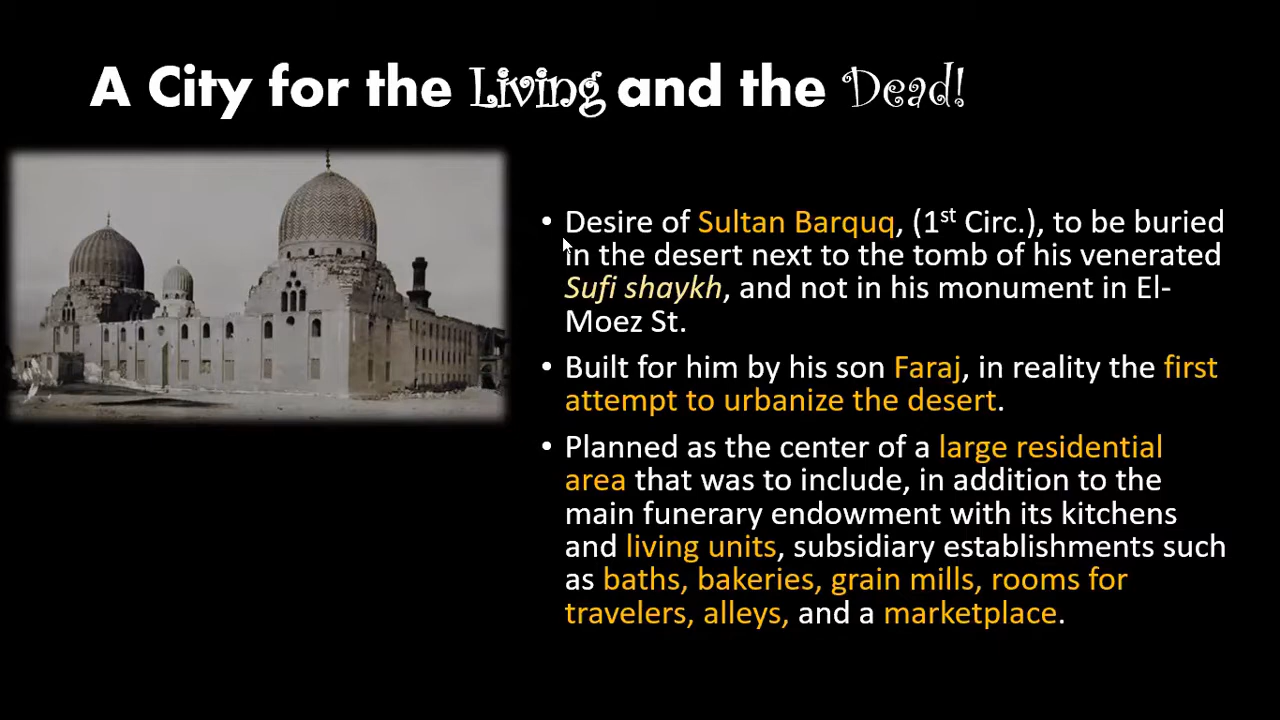 A City for the Living and the Dead!
• Desire of Sultan Barquq, (1st Circ.), to be buried
in the desert next to the tomb of his venerated
Sufi shaykh, and not in his monument in El-
Moez St.
• Built for him by his son Faraj, in reality the first
attempt to urbanize the desert.
• Planned as the center of a large residential
area that was to include, in addition to the
main funerary endowment with its kitchens
and living units, subsidiary establishments such
as baths, bakeries, grain mills, rooms for
travelers, alleys, and a marketplace.